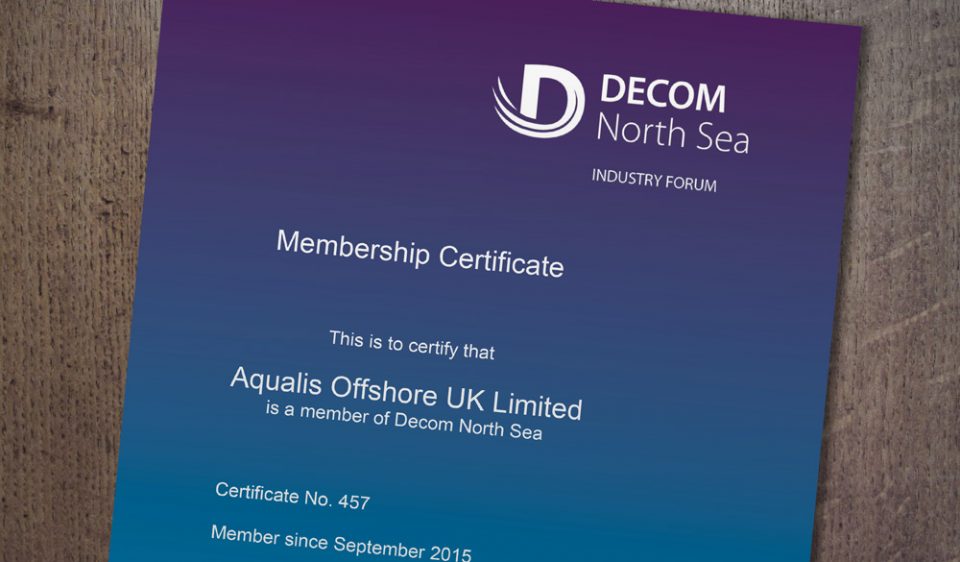 DECOM
North Sea
INDUSTRY FORUM
Membership Certificate
This is to certify that
Aqualis Offshore UK Limited
is a member of Decom North Sea
Certificate No. 457
Member since September 2015